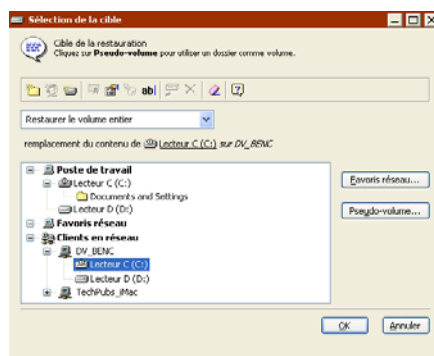 Sélection de la cible
Cible de la restauration
Cliquez sur Pseudo-volume pour utiliser un dossier comme volume.
ab|
Restaurer le volume entier
remplacement du contenu de Lecteur C (C:) sur DV_BENC
Poste de travail
Lecteur C (C:)
Documents and Settings
Lecteur D (D:)
Favoris réseau
Clients en réseau
DV_BENC
Lecteur C (C:)
Lecteur D (D:)
TechPubs_iMac
Favoris réseau...
Pseudo-volume...
OK
Annuler